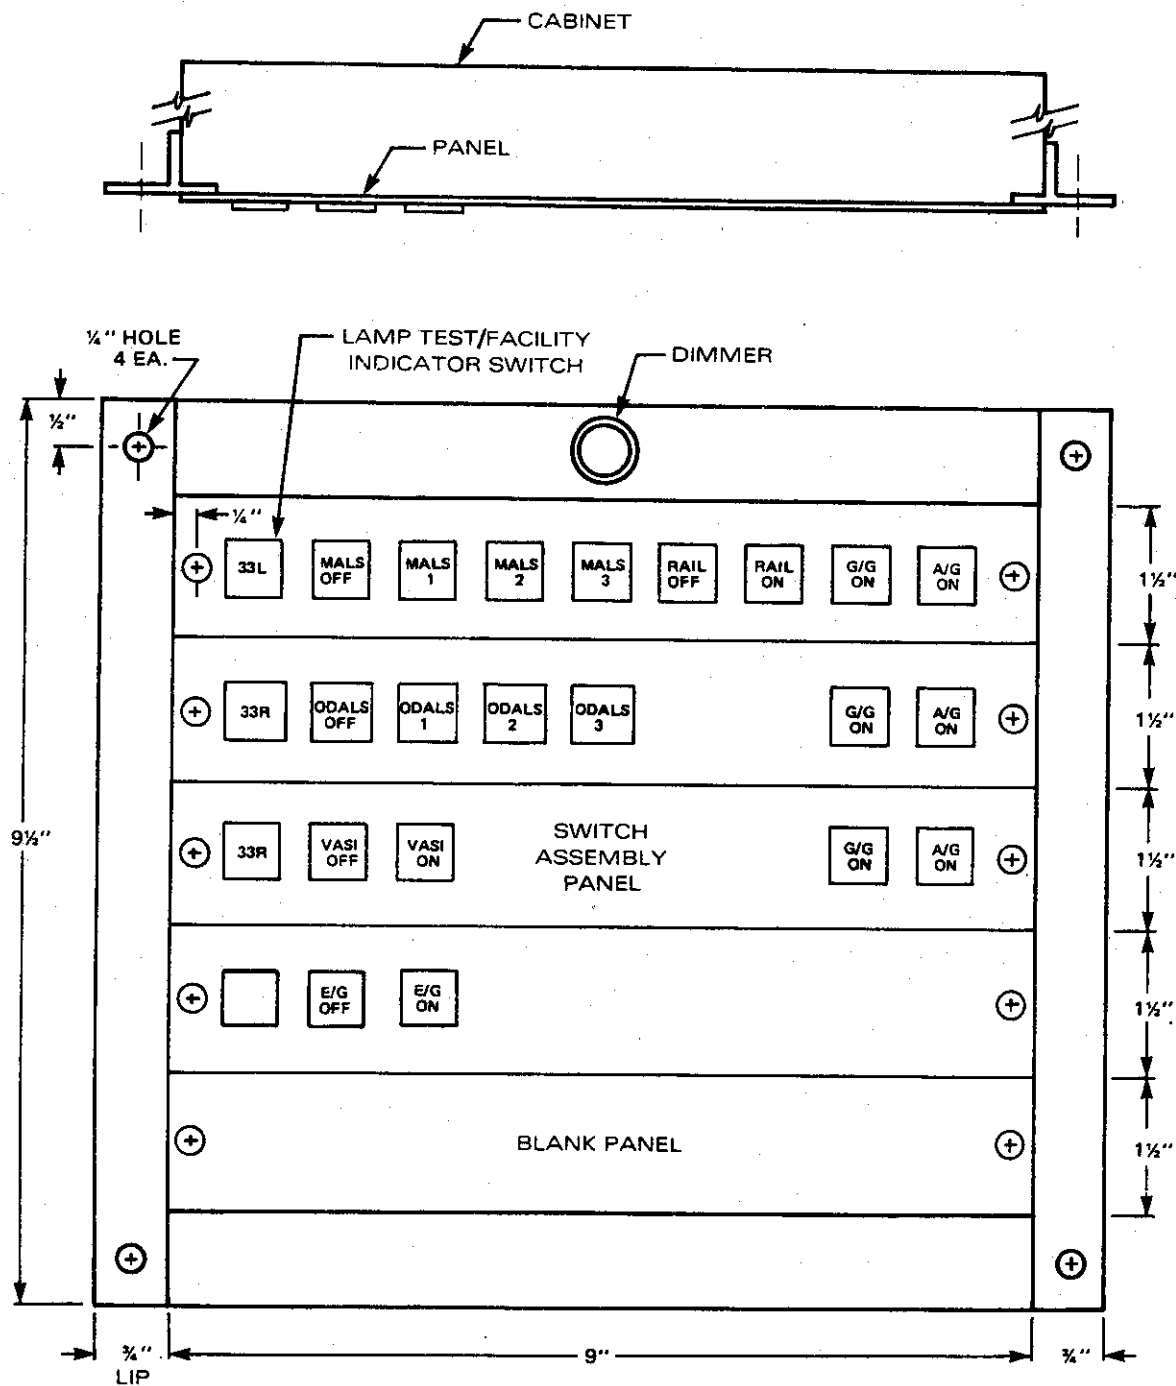 CABINET
PANEL
¼" HOLE
4 EA.
LAMP TEST/FACILITY
INDICATOR SWITCH
DIMMER
½"
¼"
33L
MALS
OFF
MALS
1
MALS
2
MALS
3
RAIL
OFF
RAIL
ON
G/G
ON
A/G
ON
1½"
33R
ODALS
OFF
ODALS
1
ODALS
2
ODALS
3
G/G
ON
A/G
ON
1½"
9½"
33R
VASI
OFF
VASI
ON
SWITCH
ASSEMBLY
PANEL
G/G
ON
A/G
ON
1½"
E/G
OFF
E/G
ON
1½"
BLANK PANEL
1½"
¾"
LIP
9"
¾"